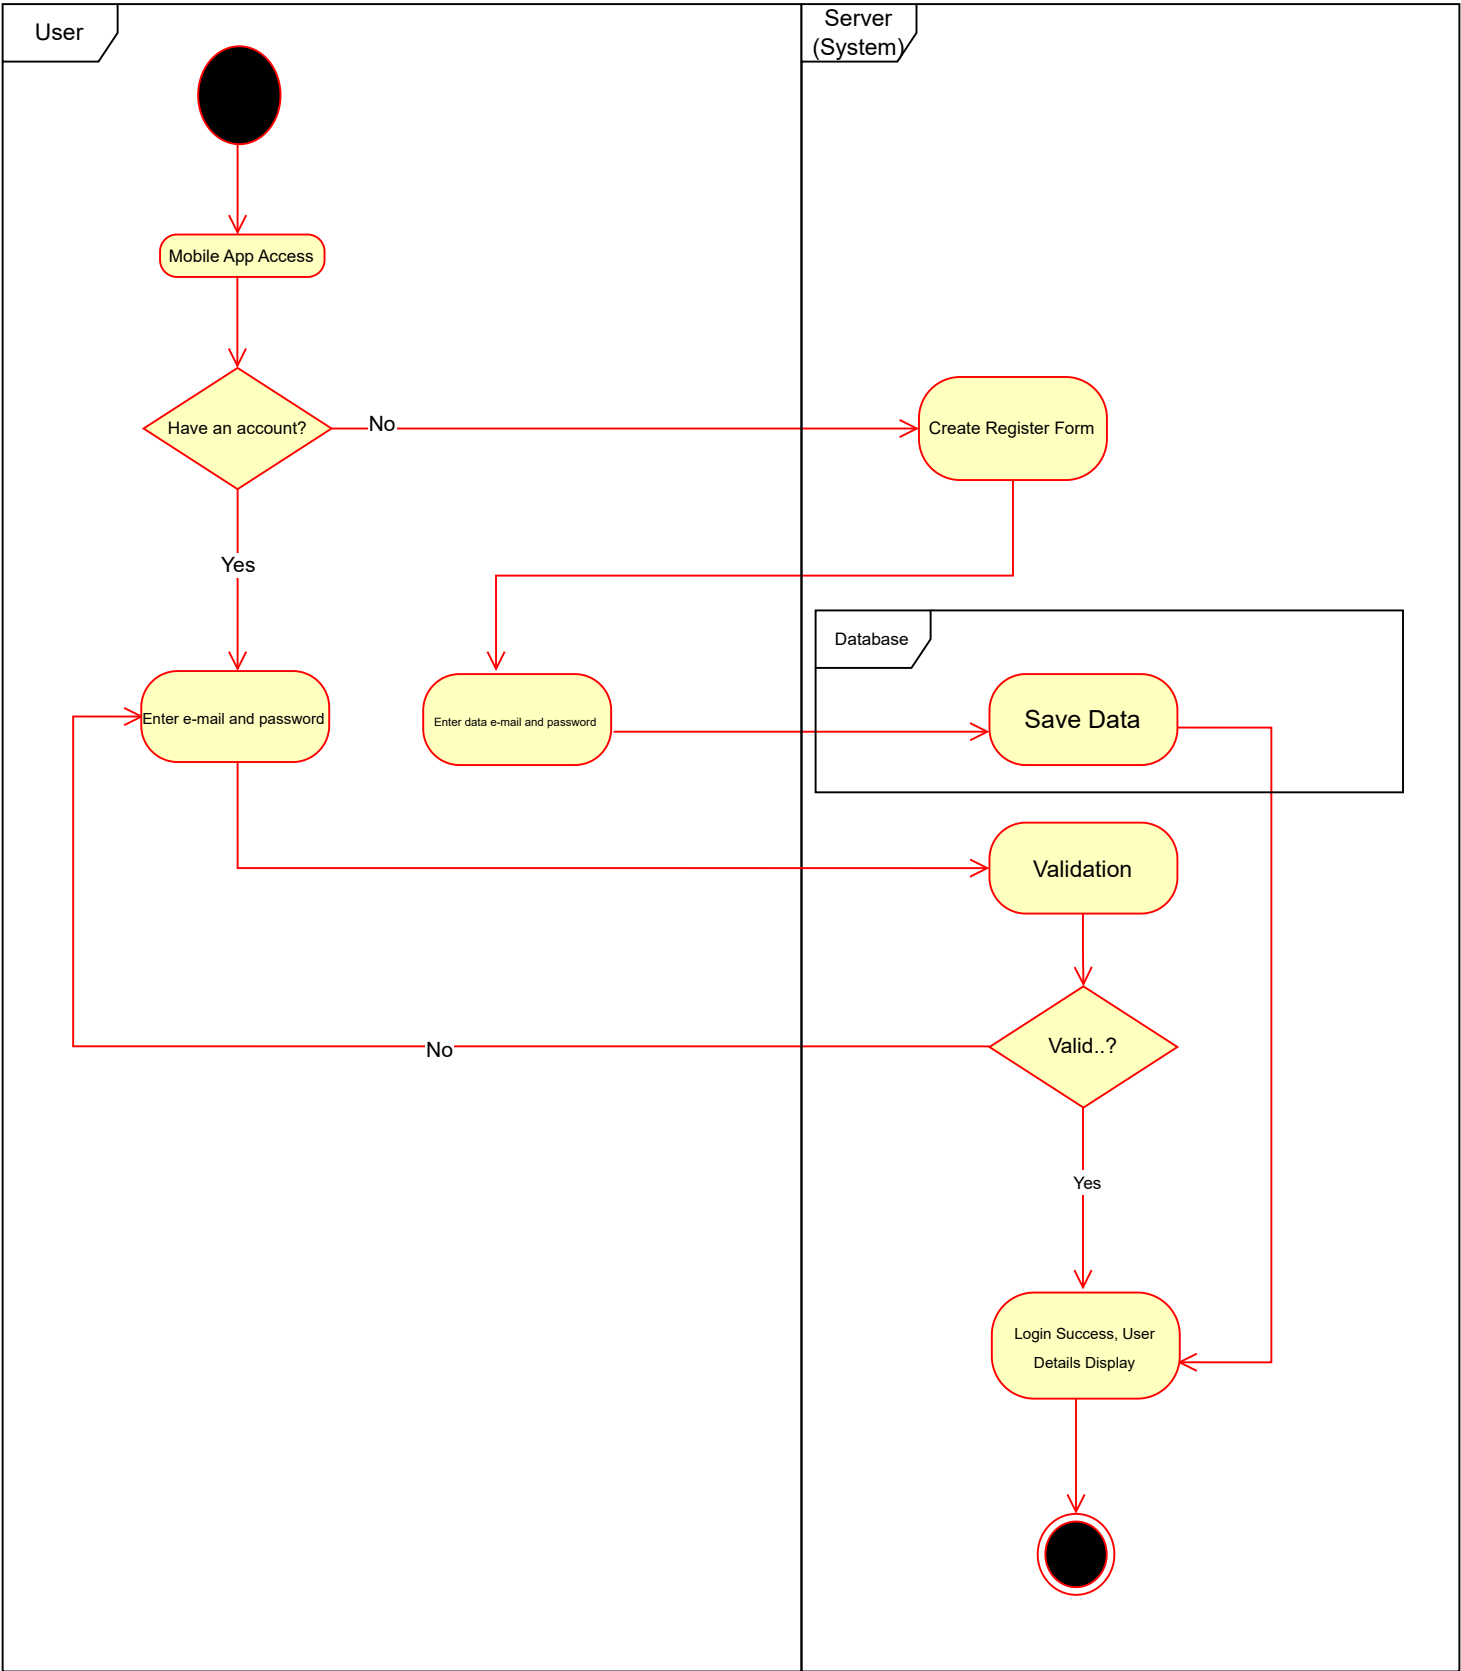 User
Server
(System)
Mobile App Access
Have an account?
No
Create Register Form
Yes
Database
Enter e-mail and password
Enter data e-mail and password
Save Data
Validation
Valid..?
No
Yes
Login Success, User
Details Display